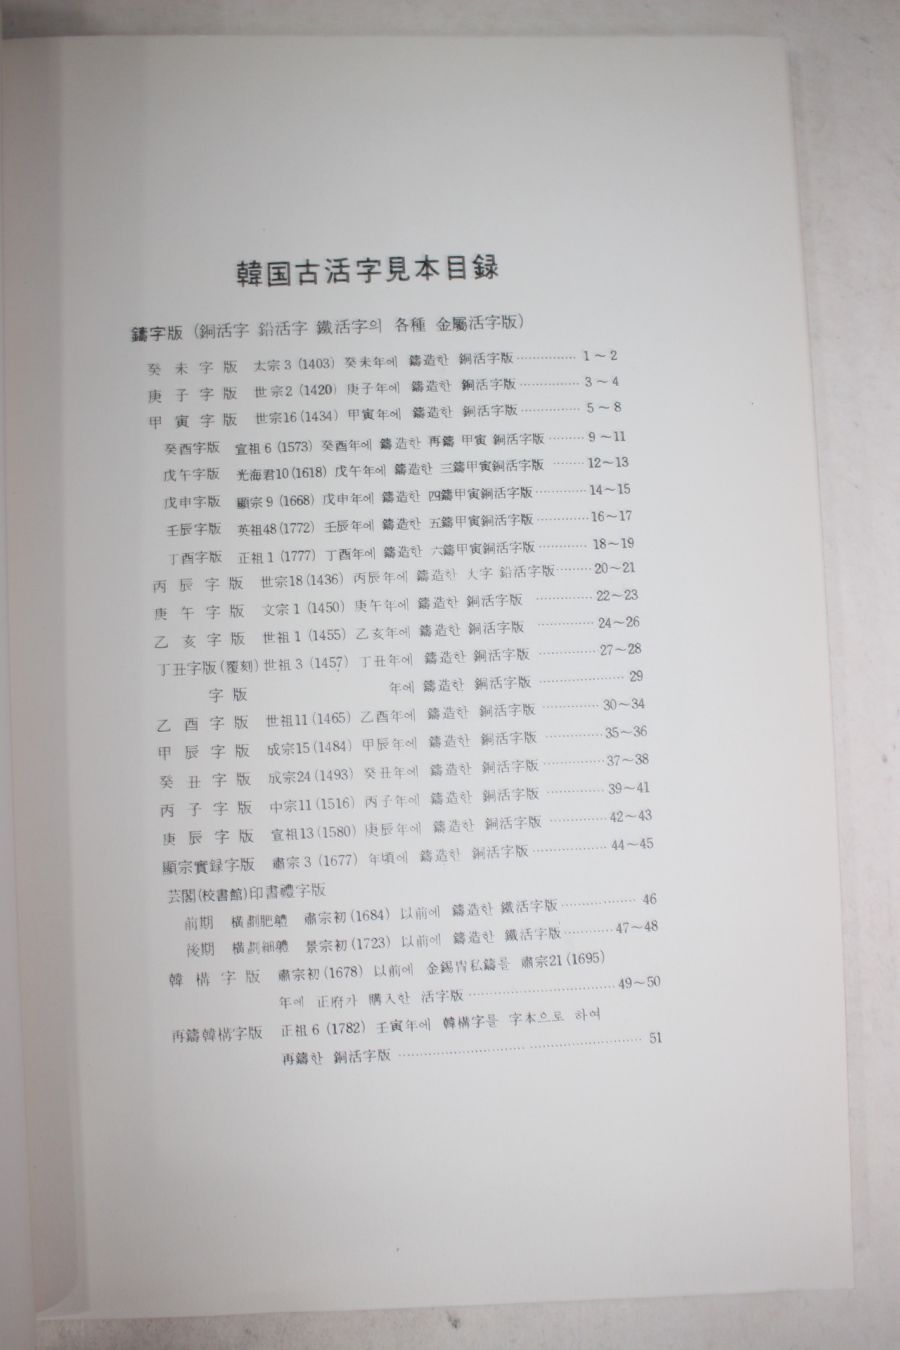 韓国古活字見本目録
鑄字版 (銅活字 鉛活字 鐵活字의 各種 金屬活字版)
癸未字版 太宗3 (1403) 癸未年에 鑄造한 銅活字版 …………… 1～2
庚子字版 世宗2 (1420) 庚子年에 鑄造한 銅活字版 …………… 3～4
甲寅字版 世宗16 (1434) 甲寅年에 鑄造한 銅活字版 …………… 5～8
癸酉字版 宣祖6 (1573) 癸酉年에 鑄造한 再鑄 甲寅 銅活字版 ……… 9～11
戊午字版 光海君10 (1618) 戊午年에 鑄造한 三鑄甲寅銅活字版 ……… 12～13
戊申字版 顯宗9 (1668) 戊申年에 鑄造한 四鑄甲寅銅活字版 ………… 14～15
壬辰字版 英祖48 (1772) 壬辰年에 鑄造한 五鑄甲寅銅活字版 ………… 16～17
丁酉字版 正祖1 (1777) 丁酉年에 鑄造한 六鑄甲寅銅活字版 ………… 18～19
丙辰字版 世宗18 (1436) 丙辰年에 鑄造한 大字 鉛活字版 ……… 20～21
庚午字版 文宗1 (1450) 庚午年에 鑄造한 銅活字版 …………… 22～23
乙亥字版 世祖1 (1455) 乙亥年에 鑄造한 銅活字版 …………… 24～26
丁丑字版(覆刻) 世祖3 (1457) 丁丑年에 鑄造한 銅活字版 …………… 27～28
字版 年에 鑄造한 銅活字版 ………………… 29
乙酉字版 世祖11 (1465) 乙酉年에 鑄造한 銅活字版 …………… 30～34
甲辰字版 成宗15 (1484) 甲辰年에 鑄造한 銅活字版 …………… 35～36
癸丑字版 成宗24 (1493) 癸丑年에 鑄造한 銅活字版 …………… 37～38
丙子字版 中宗11 (1516) 丙子年에 鑄造한 銅活字版 …………… 39～41
庚辰字版 宣祖13 (1580) 庚辰年에 鑄造한 銅活字版 …………… 42～43
顯宗實録字版 肅宗3 (1677) 年頃에 鑄造한 銅活字版 ……………… 44～45
芸閣(校書館)印書體字版
前期 橫劃肥體 肅宗初 (1684) 以前에 鑄造한 鐵活字版 ……………… 46
後期 橫劃細體 景宗初 (1723) 以前에 鑄造한 鐵活字版 ………… 47～48
韓構字版 肅宗初 (1678) 以前에 金錫冑私鑄를 肅宗21 (1695)
年에 正府가 購入한 活字版 ……………………………… 49～50
再鑄韓構字版 正祖6 (1782) 壬寅年에 韓構字를 字本으로 하여
再鑄한 銅活字版 …………………………………………………… 51